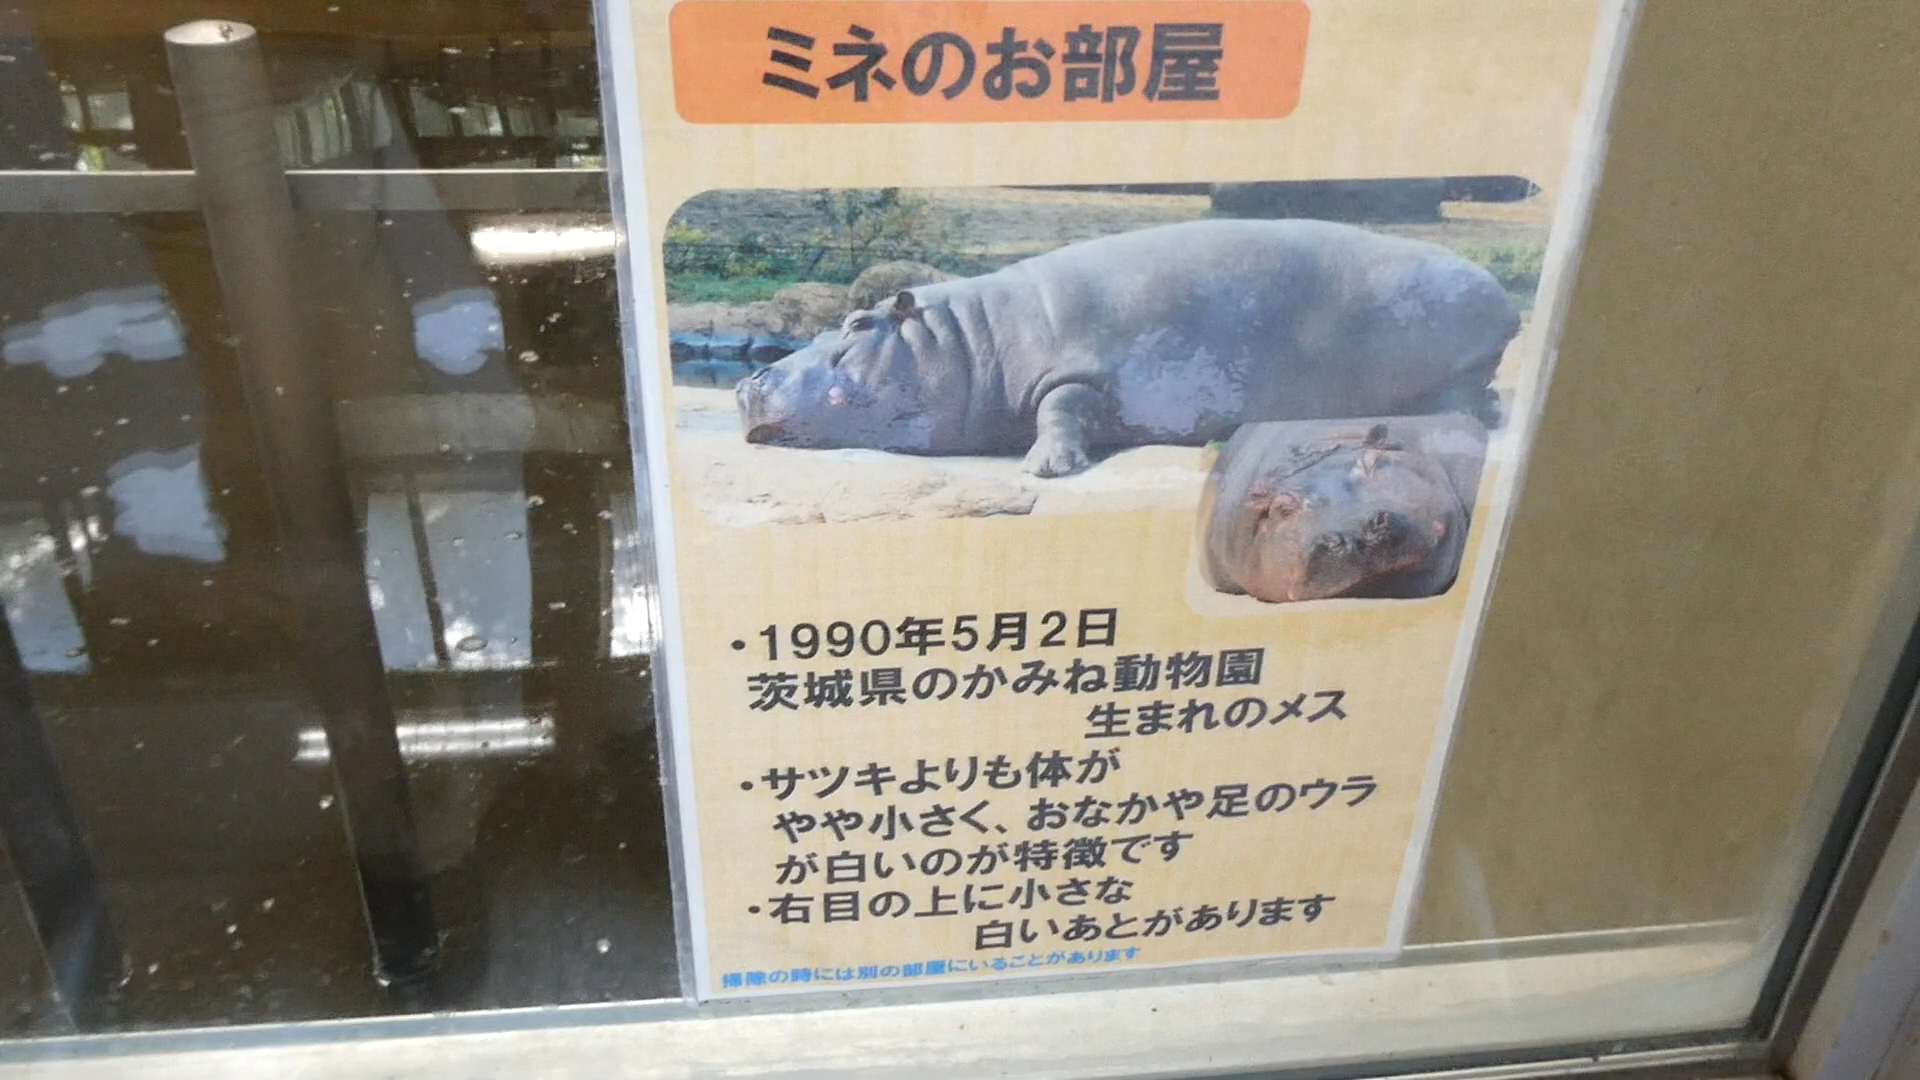 ミネのお部屋
・1990年5月2日
茨城県のかみね動物園
生まれのメス
・サツキよりも体が
やや小さく、おなかや足のウラ
が白いのが特徴です
・右目の上に小さな
白いあとがあります
掃除の時には別の部屋にいることがあります